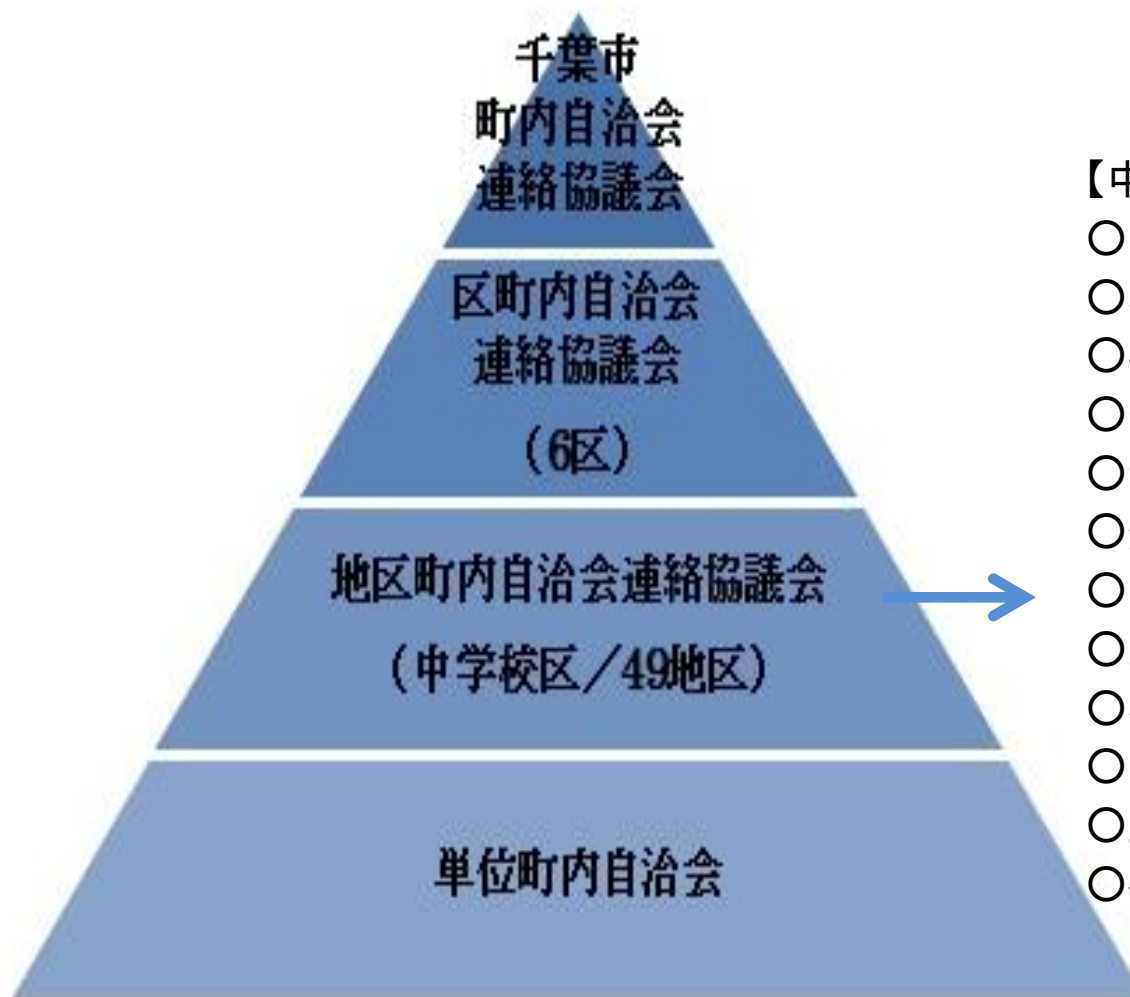 千葉市
町内自治会
連絡協議会
区町内自治会
連絡協議会
(6区)
地区町内自治会連絡協議会
(中学校区/49地区)
単位町内自治会
【
○
○
○
○
○
○
○
○
○
○
○
○